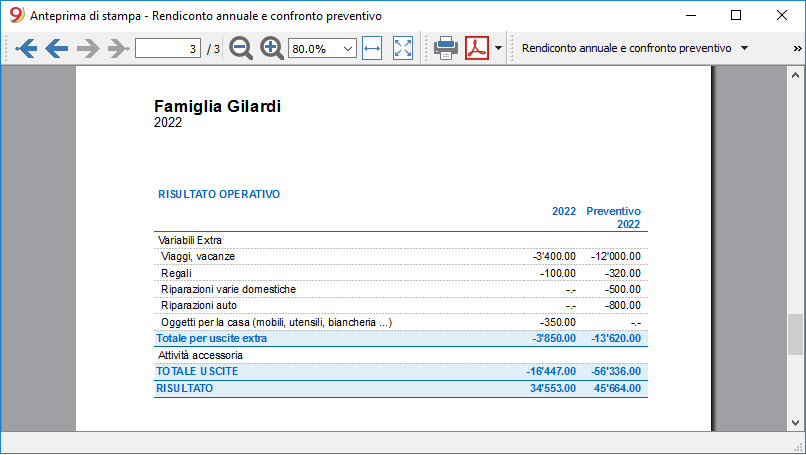 Anteprima di stampa - Rendiconto annuale e confronto preventivo
3 / 3 80.0% Rendiconto annuale e confronto preventivo »
Famiglia Gilardi
2022
RISULTATO OPERATIVO
2022 Preventivo
2022
Variabili Extra
Viaggi, vacanze -3'400.00 -12'000.00
Regali -100.00 -320.00
Riparazioni varie domestiche -.- -500.00
Riparazioni auto -.- -800.00
Oggetti per la casa (mobili, utensili, biancheria ...) -350.00 -.-
Totale per uscite extra -3'850.00 -13'620.00
Attività accessoria
TOTALE USCITE -16'447.00 -56'336.00
RISULTATO 34'553.00 45'664.00